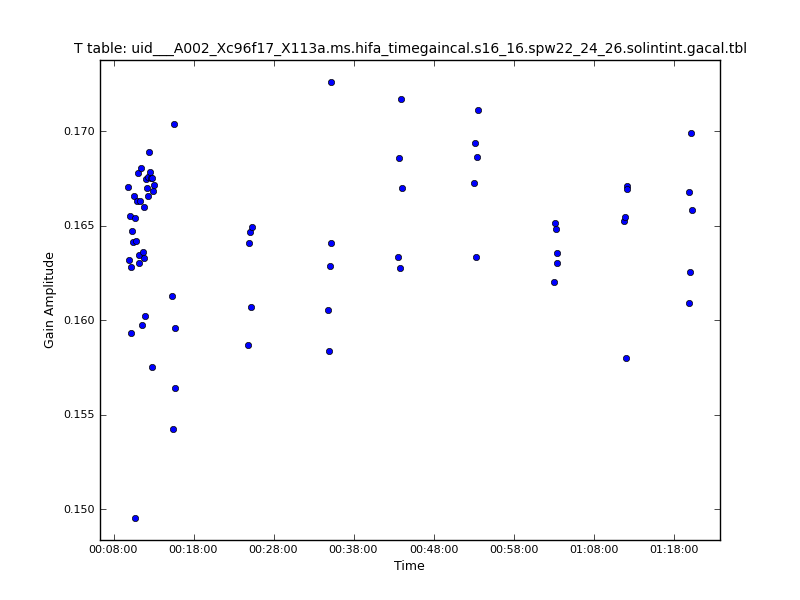 T table: uid___A002_Xc96f17_X113a.ms.hifa_timegaincal.s16_16.spw22_24_26.solintint.gacal.tbl
0.170
0.165
0.160
0.155
0.150
Gain Amplitude
00:08:00 00:18:00 00:28:00 00:38:00 00:48:00 00:58:00 01:08:00 01:18:00
Time